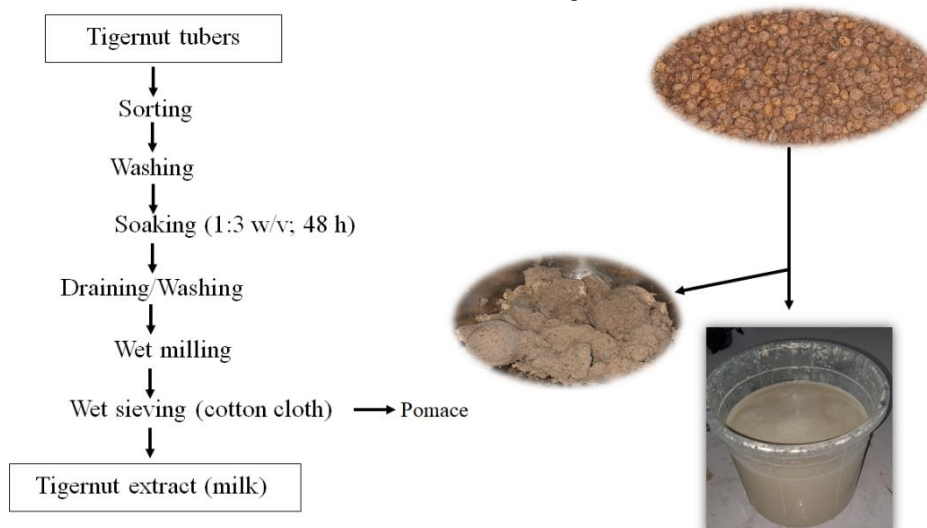 Tigernut tubers
Sorting
Washing
Soaking (1:3 w/v; 48 h)
Draining/Washing
Wet milling
Wet sieving (cotton cloth)
Pomace
Tigernut extract (milk)